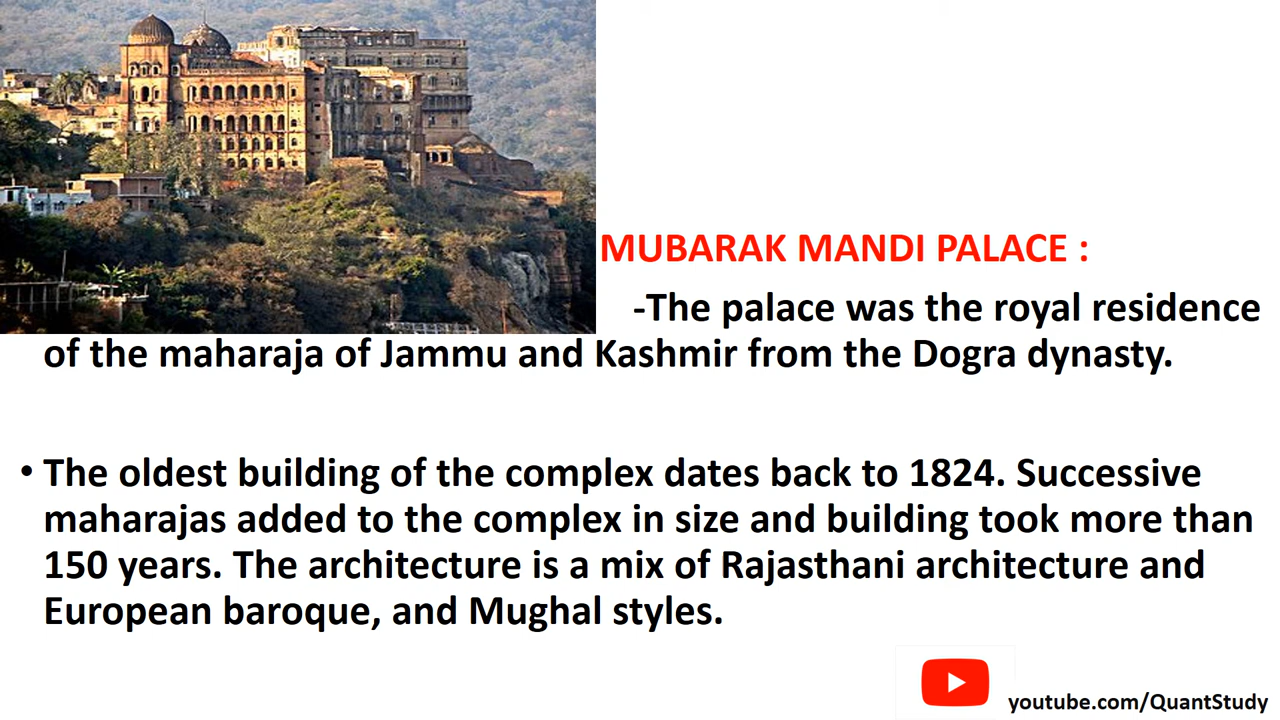 MUBARAK MANDI PALACE :
-The palace was the royal residence
of the maharaja of Jammu and Kashmir from the Dogra dynasty.
• The oldest building of the complex dates back to 1824. Successive
maharajas added to the complex in size and building took more than
150 years. The architecture is a mix of Rajasthani architecture and
European baroque, and Mughal styles.
youtube.com/QuantStudy